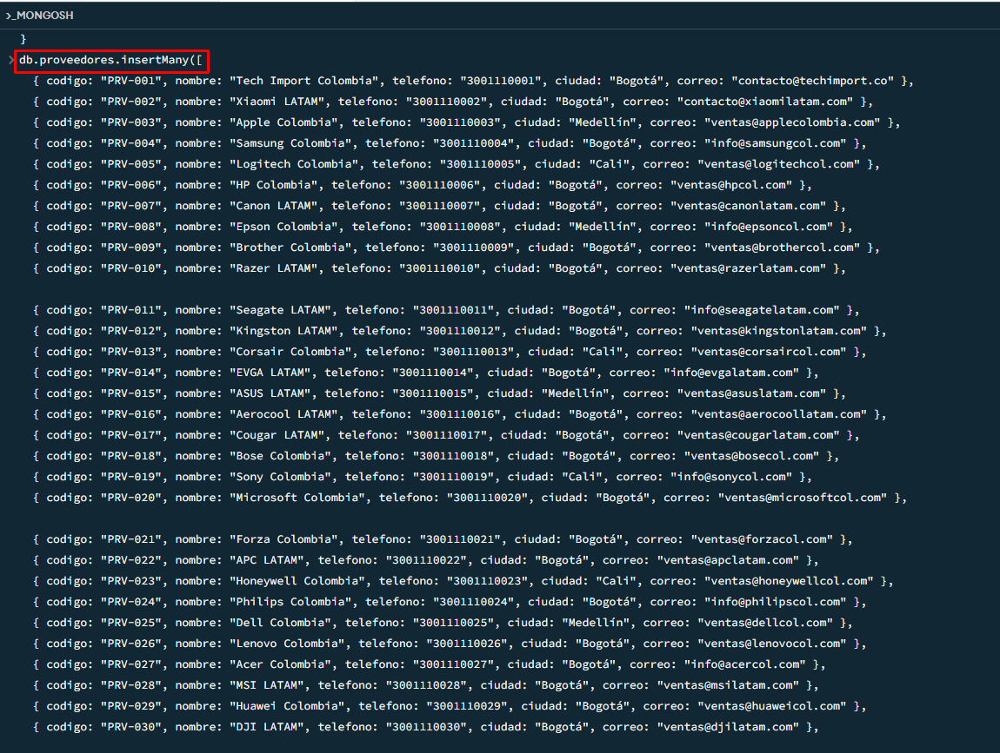 >_MONGOSH
}
db.proveedores.insertMany([
{ codigo: "PRV-001", nombre: "Tech Import Colombia", telefono: "3001110001", ciudad: "Bogotá", correo: "contacto@techimport.co" },
{ codigo: "PRV-002", nombre: "Xiaomi LATAM", telefono: "3001110002", ciudad: "Bogotá", correo: "contacto@xiaomilatam.com" },
{ codigo: "PRV-003", nombre: "Apple Colombia", telefono: "3001110003", ciudad: "Medellín", correo: "ventas@applecolombia.com" },
{ codigo: "PRV-004", nombre: "Samsung Colombia", telefono: "3001110004", ciudad: "Bogotá", correo: "info@samsungcol.com" },
{ codigo: "PRV-005", nombre: "Logitech Colombia", telefono: "3001110005", ciudad: "Cali", correo: "ventas@logitechcol.com" },
{ codigo: "PRV-006", nombre: "HP Colombia", telefono: "3001110006", ciudad: "Bogotá", correo: "ventas@hpcol.com" },
{ codigo: "PRV-007", nombre: "Canon LATAM", telefono: "3001110007", ciudad: "Bogotá", correo: "ventas@canonlatam.com" },
{ codigo: "PRV-008", nombre: "Epson Colombia", telefono: "3001110008", ciudad: "Medellín", correo: "info@epsoncol.com" },
{ codigo: "PRV-009", nombre: "Brother Colombia", telefono: "3001110009", ciudad: "Bogotá", correo: "ventas@brothercol.com" },
{ codigo: "PRV-010", nombre: "Razer LATAM", telefono: "3001110010", ciudad: "Bogotá", correo: "ventas@razerlatam.com" },
{ codigo: "PRV-011", nombre: "Seagate LATAM", telefono: "3001110011", ciudad: "Bogotá", correo: "info@seagatelatam.com" },
{ codigo: "PRV-012", nombre: "Kingston LATAM", telefono: "3001110012", ciudad: "Bogotá", correo: "ventas@kingstonlatam.com" },
{ codigo: "PRV-013", nombre: "Corsair Colombia", telefono: "3001110013", ciudad: "Cali", correo: "ventas@corsaircol.com" },
{ codigo: "PRV-014", nombre: "EVGA LATAM", telefono: "3001110014", ciudad: "Bogotá", correo: "info@evgalatam.com" },
{ codigo: "PRV-015", nombre: "ASUS LATAM", telefono: "3001110015", ciudad: "Medellín", correo: "ventas@asuslatam.com" },
{ codigo: "PRV-016", nombre: "Aerocool LATAM", telefono: "3001110016", ciudad: "Bogotá", correo: "ventas@aerocoollatam.com" },
{ codigo: "PRV-017", nombre: "Cougar LATAM", telefono: "3001110017", ciudad: "Bogotá", correo: "ventas@cougarlatam.com" },
{ codigo: "PRV-018", nombre: "Bose Colombia", telefono: "3001110018", ciudad: "Bogotá", correo: "ventas@bosecol.com" },
{ codigo: "PRV-019", nombre: "Sony Colombia", telefono: "3001110019", ciudad: "Cali", correo: "info@sonycol.com" },
{ codigo: "PRV-020", nombre: "Microsoft Colombia", telefono: "3001110020", ciudad: "Bogotá", correo: "ventas@microsoftcol.com" },
{ codigo: "PRV-021", nombre: "Forza Colombia", telefono: "3001110021", ciudad: "Bogotá", correo: "ventas@forzacol.com" },
{ codigo: "PRV-022", nombre: "APC LATAM", telefono: "3001110022", ciudad: "Bogotá", correo: "ventas@apclatam.com" },
{ codigo: "PRV-023", nombre: "Honeywell Colombia", telefono: "3001110023", ciudad: "Cali", correo: "ventas@honeywellcol.com" },
{ codigo: "PRV-024", nombre: "Philips Colombia", telefono: "3001110024", ciudad: "Bogotá", correo: "info@philipscol.com" },
{ codigo: "PRV-025", nombre: "Dell Colombia", telefono: "3001110025", ciudad: "Medellín", correo: "ventas@dellcol.com" },
{ codigo: "PRV-026", nombre: "Lenovo Colombia", telefono: "3001110026", ciudad: "Bogotá", correo: "ventas@lenovocol.com" },
{ codigo: "PRV-027", nombre: "Acer Colombia", telefono: "3001110027", ciudad: "Bogotá", correo: "info@acercol.com" },
{ codigo: "PRV-028", nombre: "MSI LATAM", telefono: "3001110028", ciudad: "Bogotá", correo: "ventas@msilatam.com" },
{ codigo: "PRV-029", nombre: "Huawei Colombia", telefono: "3001110029", ciudad: "Bogotá", correo: "ventas@huaweicol.com" },
{ codigo: "PRV-030", nombre: "DJI LATAM", telefono: "3001110030", ciudad: "Bogotá", correo: "ventas@djilatam.com" },